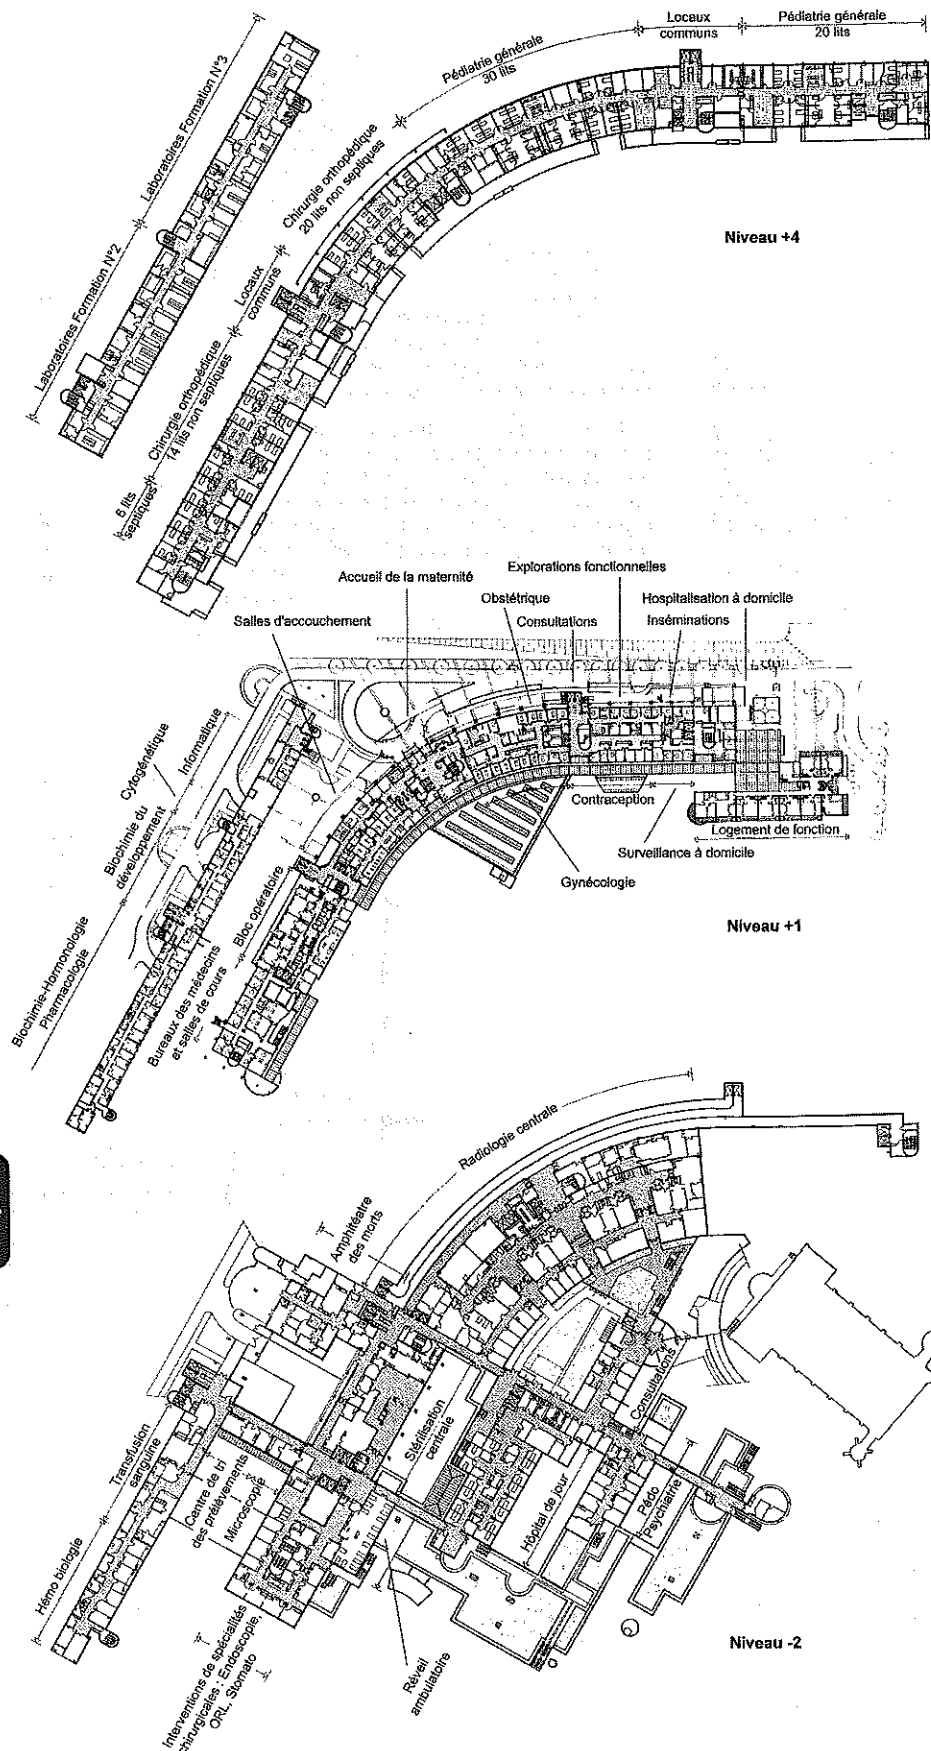 Locaux
communs
Pédiatrie générale
20 lits
Pédiatrie générale
30 lits
Laboratoires Formation N°3
Laboratoires Formation N°2
Chirurgie orthopédique
20 lits non septiques
Locaux
communs
Chirurgie orthopédique
14 lits non septiques
6 lits
septiques
Niveau +4
Explorations fonctionnelles
Accueil de la maternité
Obstétrique
Hospitalisation à domicile
Salles d'accouchement
Consultations
Inséminations
Informatique
Cytogénétique
Biochimie du
développement
Biochimie-Hormonologie
Pharmacologie
Bloc opératoire
Bureaux des médecins
et salles de cours
Contraception
Logement de fonction
Surveillance à domicile
Gynécologie
Niveau +1
Radiologie centrale
Amphitéatre
des morts
Consultations
Stérilisation
centrale
Transfusion
sanguine
Centre de tri
des prélèvements
Microscopie
Hôpital de jour
Pédo
Psychiatrie
Hémo biologie
Interventions de spécialités
chirurgicales : Endoscopie,
ORL, Stomato
Réveil
ambulatoire
Niveau -2